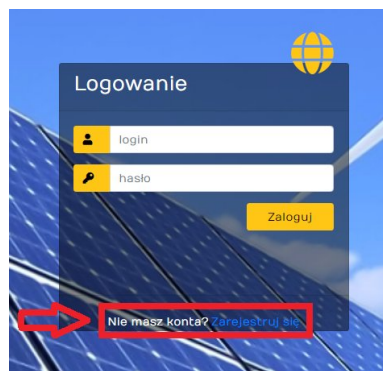 Logowanie
login
hasło
Zaloguj
Nie masz konta? Zarejestruj się